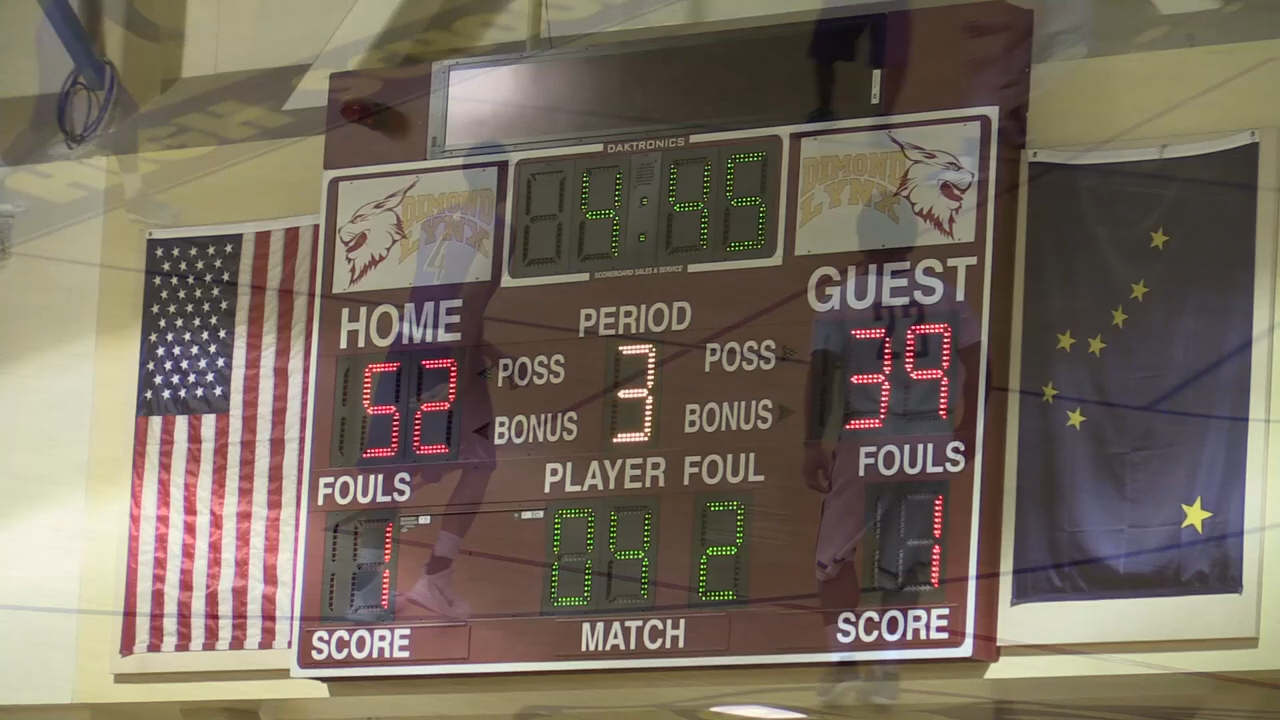 DAKTRONICS
DIMOND LYNX
4:45
DIMOND LYNX
SCOREBOARD SALES & SERVICE
HOME
PERIOD
GUEST
52
POSS
3
POSS
39
BONUS
BONUS
FOULS
PLAYER FOUL
FOULS
1
04 2
1
SCORE
MATCH
SCORE